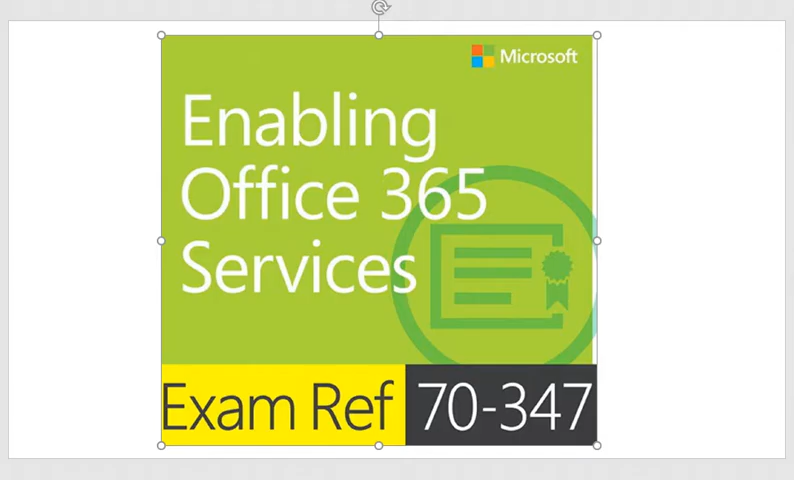 Microsoft
Enabling
Office 365
Services
Exam Ref 70-347